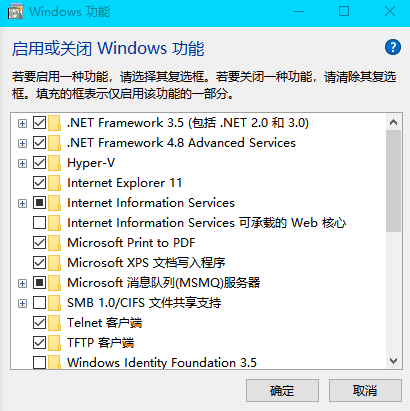 Windows 功能
启用或关闭 Windows 功能
若要启用一种功能，请选择其复选框。若要关闭一种功能，请清除其复选
框。填充的框表示仅启用该功能的一部分。
.NET Framework 3.5 (包括 .NET 2.0 和 3.0)
.NET Framework 4.8 Advanced Services
Hyper-V
Internet Explorer 11
Internet Information Services
Internet Information Services 可承载的 Web 核心
Microsoft Print to PDF
Microsoft XPS 文档写入程序
Microsoft 消息队列(MSMQ)服务器
SMB 1.0/CIFS 文件共享支持
Telnet 客户端
TFTP 客户端
Windows Identity Foundation 3.5
确定
取消